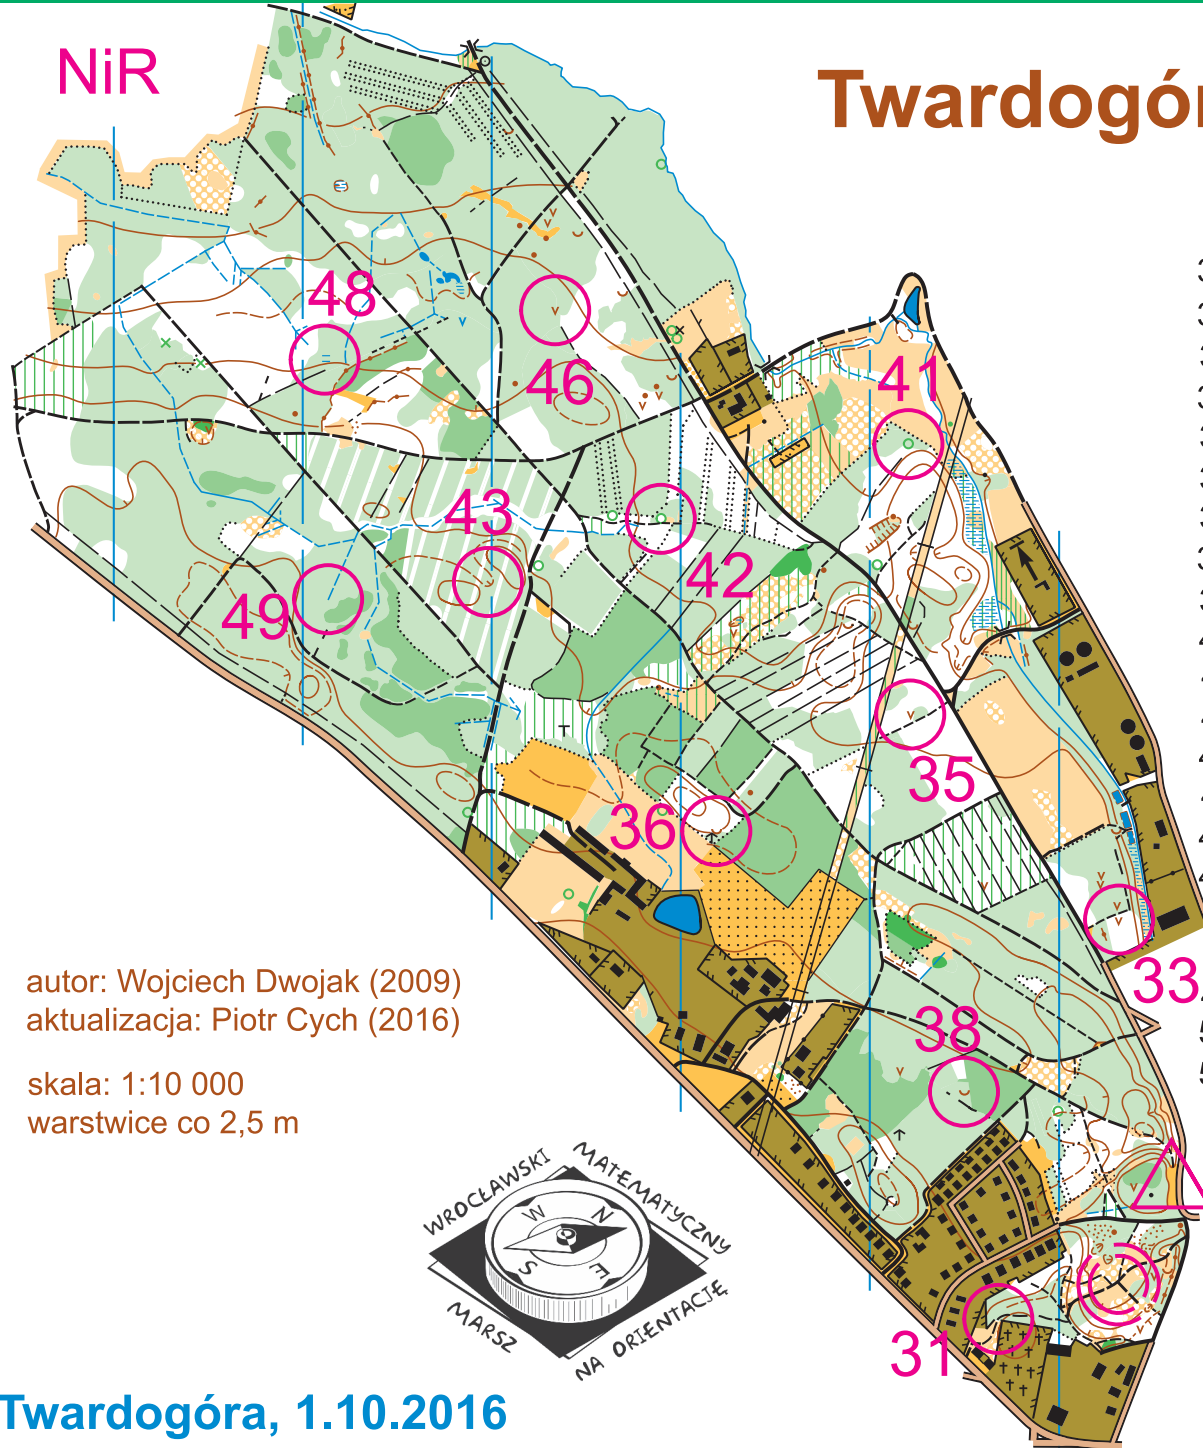 NiR
Twardogór
48
46
41
43
42
49
35
36
33
38
31
autor: Wojciech Dwojak (2009)
aktualizacja: Piotr Cych (2016)
skala: 1:10 000
warstwice co 2,5 m
WROCŁAWSKI
MATEMATYCZNY
MARSZ
NA ORIENTACJĘ
N
E
S
W
Twardogóra, 1.10.2016